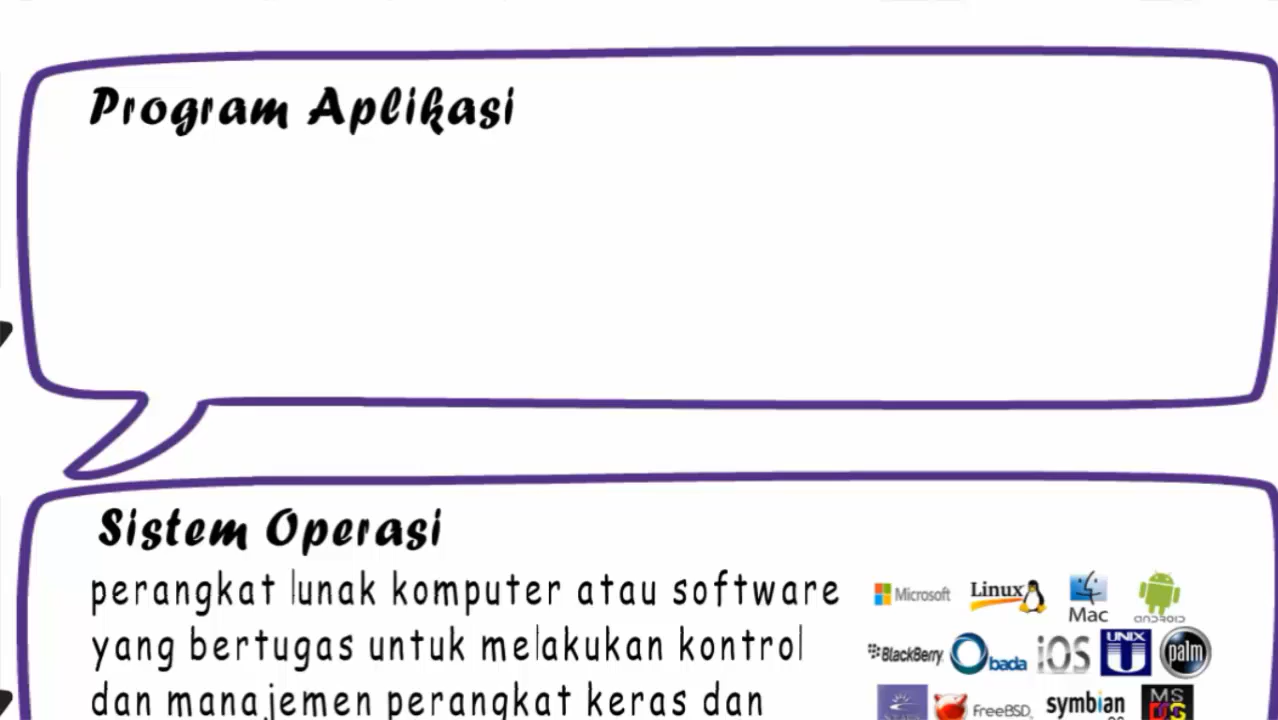 Program Aplikasi
Sistem Operasi
perangkat lunak komputer atau software
yang bertugas untuk melakukan kontrol
dan manajemen perangkat keras dan
Microsoft Linux Mac android
BlackBerry bada iOS UNIX palm
FreeBSD symbian MS